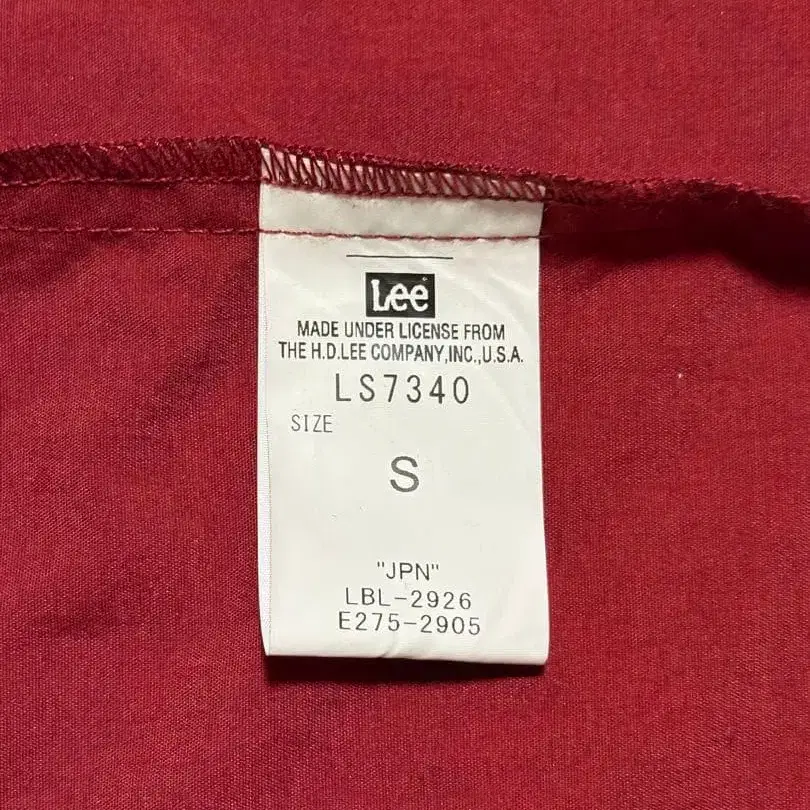 Lee
MADE UNDER LICENSE FROM
THE H.D.LEE COMPANY,INC.,U.S.A.
LS7340
SIZE
S
"JPN"
LBL-2926
E275-2905